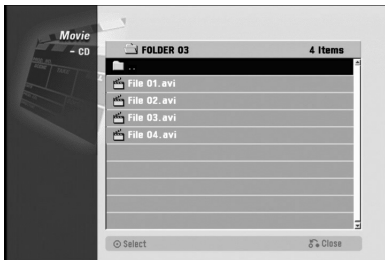 Movie
- CD
FOLDER 03 4 Items
..
File 01.avi
File 02.avi
File 03.avi
File 04.avi
Select Close